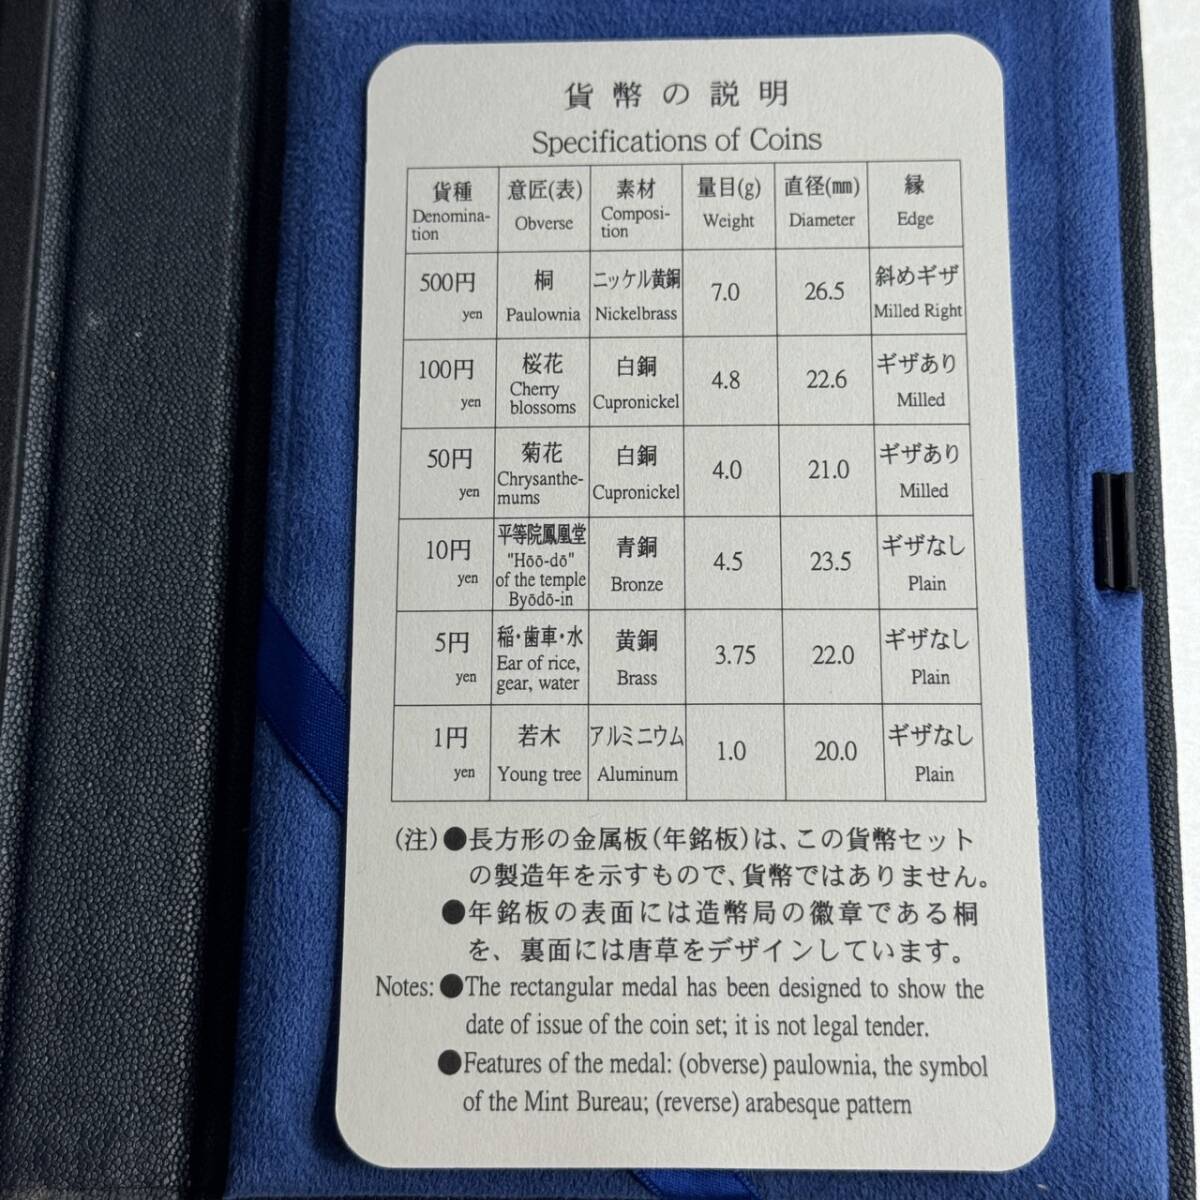 貨幣の説明
Specifications of Coins
貨種 意匠(表) 素材 量目(g) 直径(㎜) 縁
Denomina-tion Obverse Composi-tion Weight Diameter Edge
500円 桐 ニッケル黄銅 7.0 26.5 斜めギザ
yen Paulownia Nickelbrass Milled Right
100円 桜花 白銅 4.8 22.6 ギザあり
yen Cherry blossoms Cupronickel Milled
50円 菊花 白銅 4.0 21.0 ギザあり
yen Chrysanthe-mums Cupronickel Milled
10円 平等院鳳凰堂 青銅 4.5 23.5 ギザなし
yen "Hōō-dō" of the temple Byōdō-in Bronze Plain
5円 稲・歯車・水 黄銅 3.75 22.0 ギザなし
yen Ear of rice, gear, water Brass Plain
1円 若木 アルミニウム 1.0 20.0 ギザなし
yen Young tree Aluminum Plain
(注)●長方形の金属板(年銘板)は、この貨幣セット
の製造年を示すもので、貨幣ではありません。
●年銘板の表面には造幣局の徽章である桐
を、裏面には唐草をデザインしています。
Notes: ●The rectangular medal has been designed to show the
date of issue of the coin set; it is not legal tender.
●Features of the medal: (obverse) paulownia, the symbol
of the Mint Bureau; (reverse) arabesque pattern